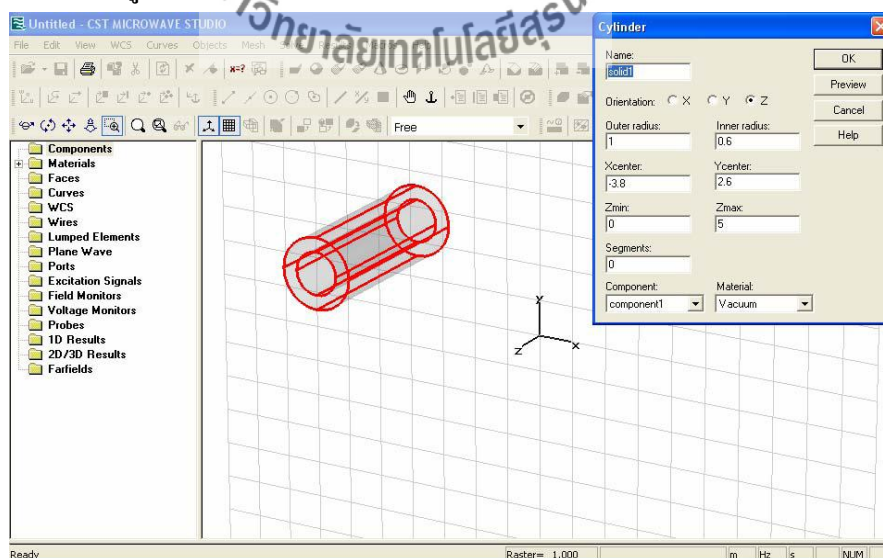 Untitled - CST MICROWAVE STUDIO
วิทยาลัยเทคโนโลยีสุร
File Edit View WCS Curves Objects Mesh
Free
Components
Materials
Faces
Curves
WCS
Wires
Lumped Elements
Plane Wave
Ports
Excitation Signals
Field Monitors
Voltage Monitors
Probes
1D Results
2D/3D Results
Farfields
y
z x
Cylinder
Name:
solid1
OK
Preview
Orientation: X Y Z
Cancel
Outer radius: Inner radius:
1 0.6
Help
Xcenter: Ycenter:
-3.8 2.6
Zmin: Zmax:
0 5
Segments:
0
Component: Material:
component1 Vacuum
Ready Raster= 1.000 m Hz s NUM